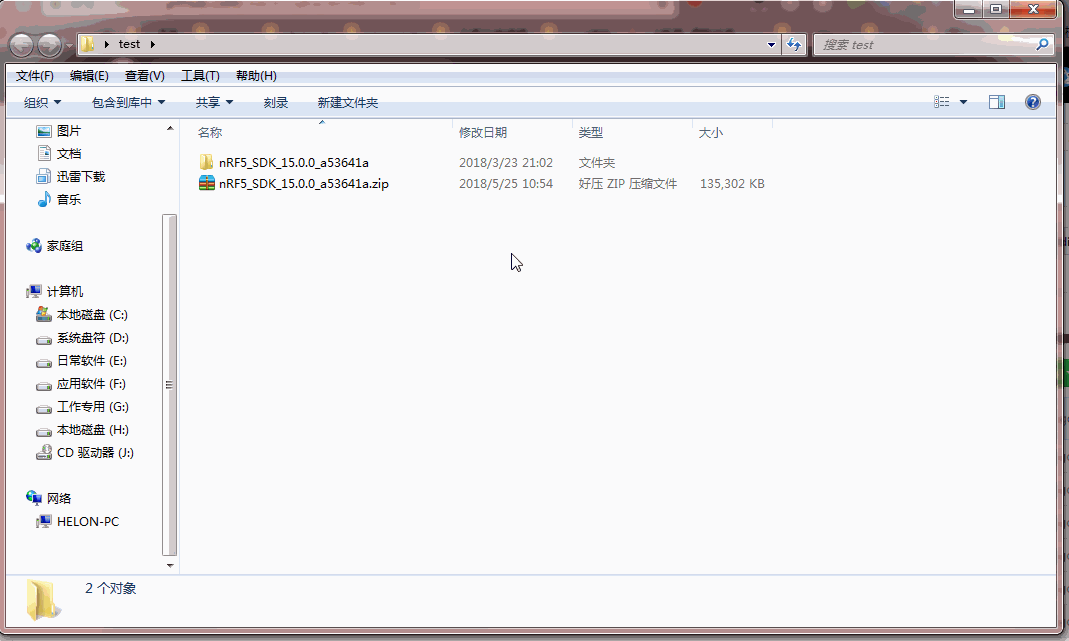 test
搜索 test
文件(F) 编辑(E) 查看(V) 工具(T) 帮助(H)
组织 包含到库中 共享 刻录 新建文件夹
名称 修改日期 类型 大小
nRF5_SDK_15.0.0_a53641a 2018/3/23 21:02 文件夹
nRF5_SDK_15.0.0_a53641a.zip 2018/5/25 10:54 好压 ZIP 压缩文件 135,302 KB
图片
文档
迅雷下载
音乐
家庭组
计算机
本地磁盘 (C:)
系统盘符 (D:)
日常软件 (E:)
应用软件 (F:)
工作专用 (G:)
本地磁盘 (H:)
CD 驱动器 (J:)
网络
HELON-PC
2 个对象